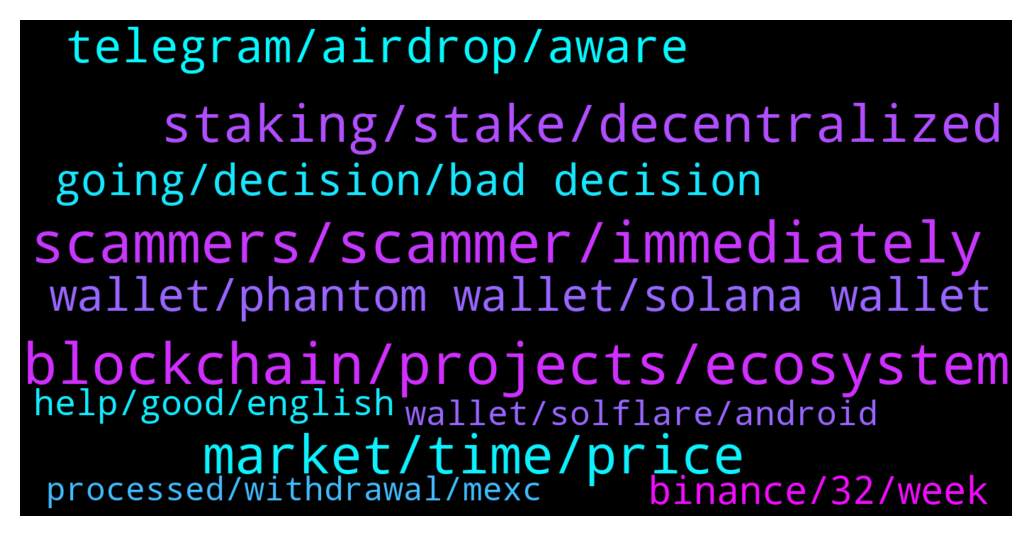 telegram/airdrop/aware
staking/stake/decentralized
going/decision/bad decision
scammers/scammer/immediately
wallet/phantom wallet/solana wallet
blockchain/projects/ecosystem
help/good/english
wallet/solflare/android
market/time/price
processed/withdrawal/mexc
binance/32/week